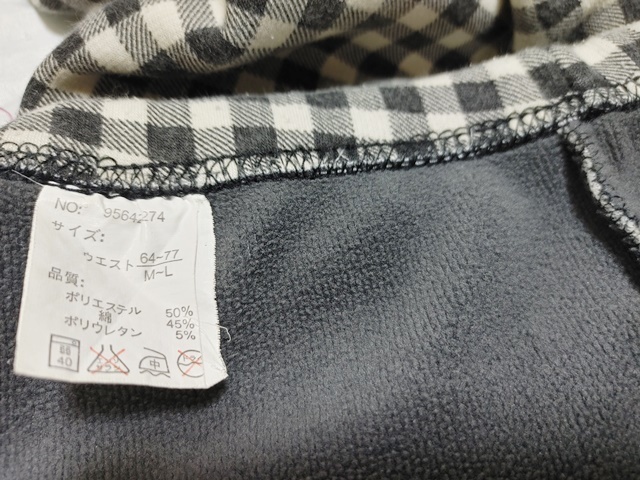 NO: 9564274
サイズ:
ウエスト 64-77
M-L
品質:
ポリエステル 50%
綿 45%
ポリウレタン 5%
40
中